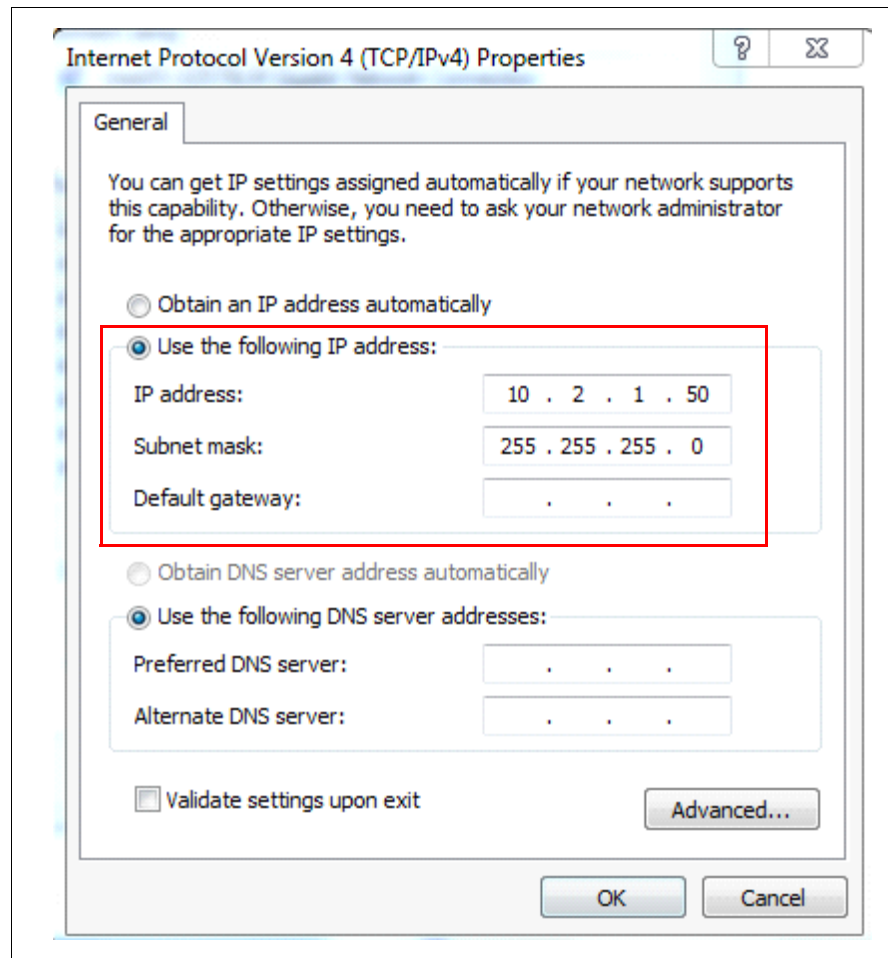 Internet Protocol Version 4 (TCP/IPv4) Properties
General
You can get IP settings assigned automatically if your network supports
this capability. Otherwise, you need to ask your network administrator
for the appropriate IP settings.
Obtain an IP address automatically
Use the following IP address:
IP address: 10 . 2 . 1 . 50
Subnet mask: 255 . 255 . 255 . 0
Default gateway: . . .
Obtain DNS server address automatically
Use the following DNS server addresses:
Preferred DNS server: . . .
Alternate DNS server: . . .
Validate settings upon exit
Advanced...
OK Cancel